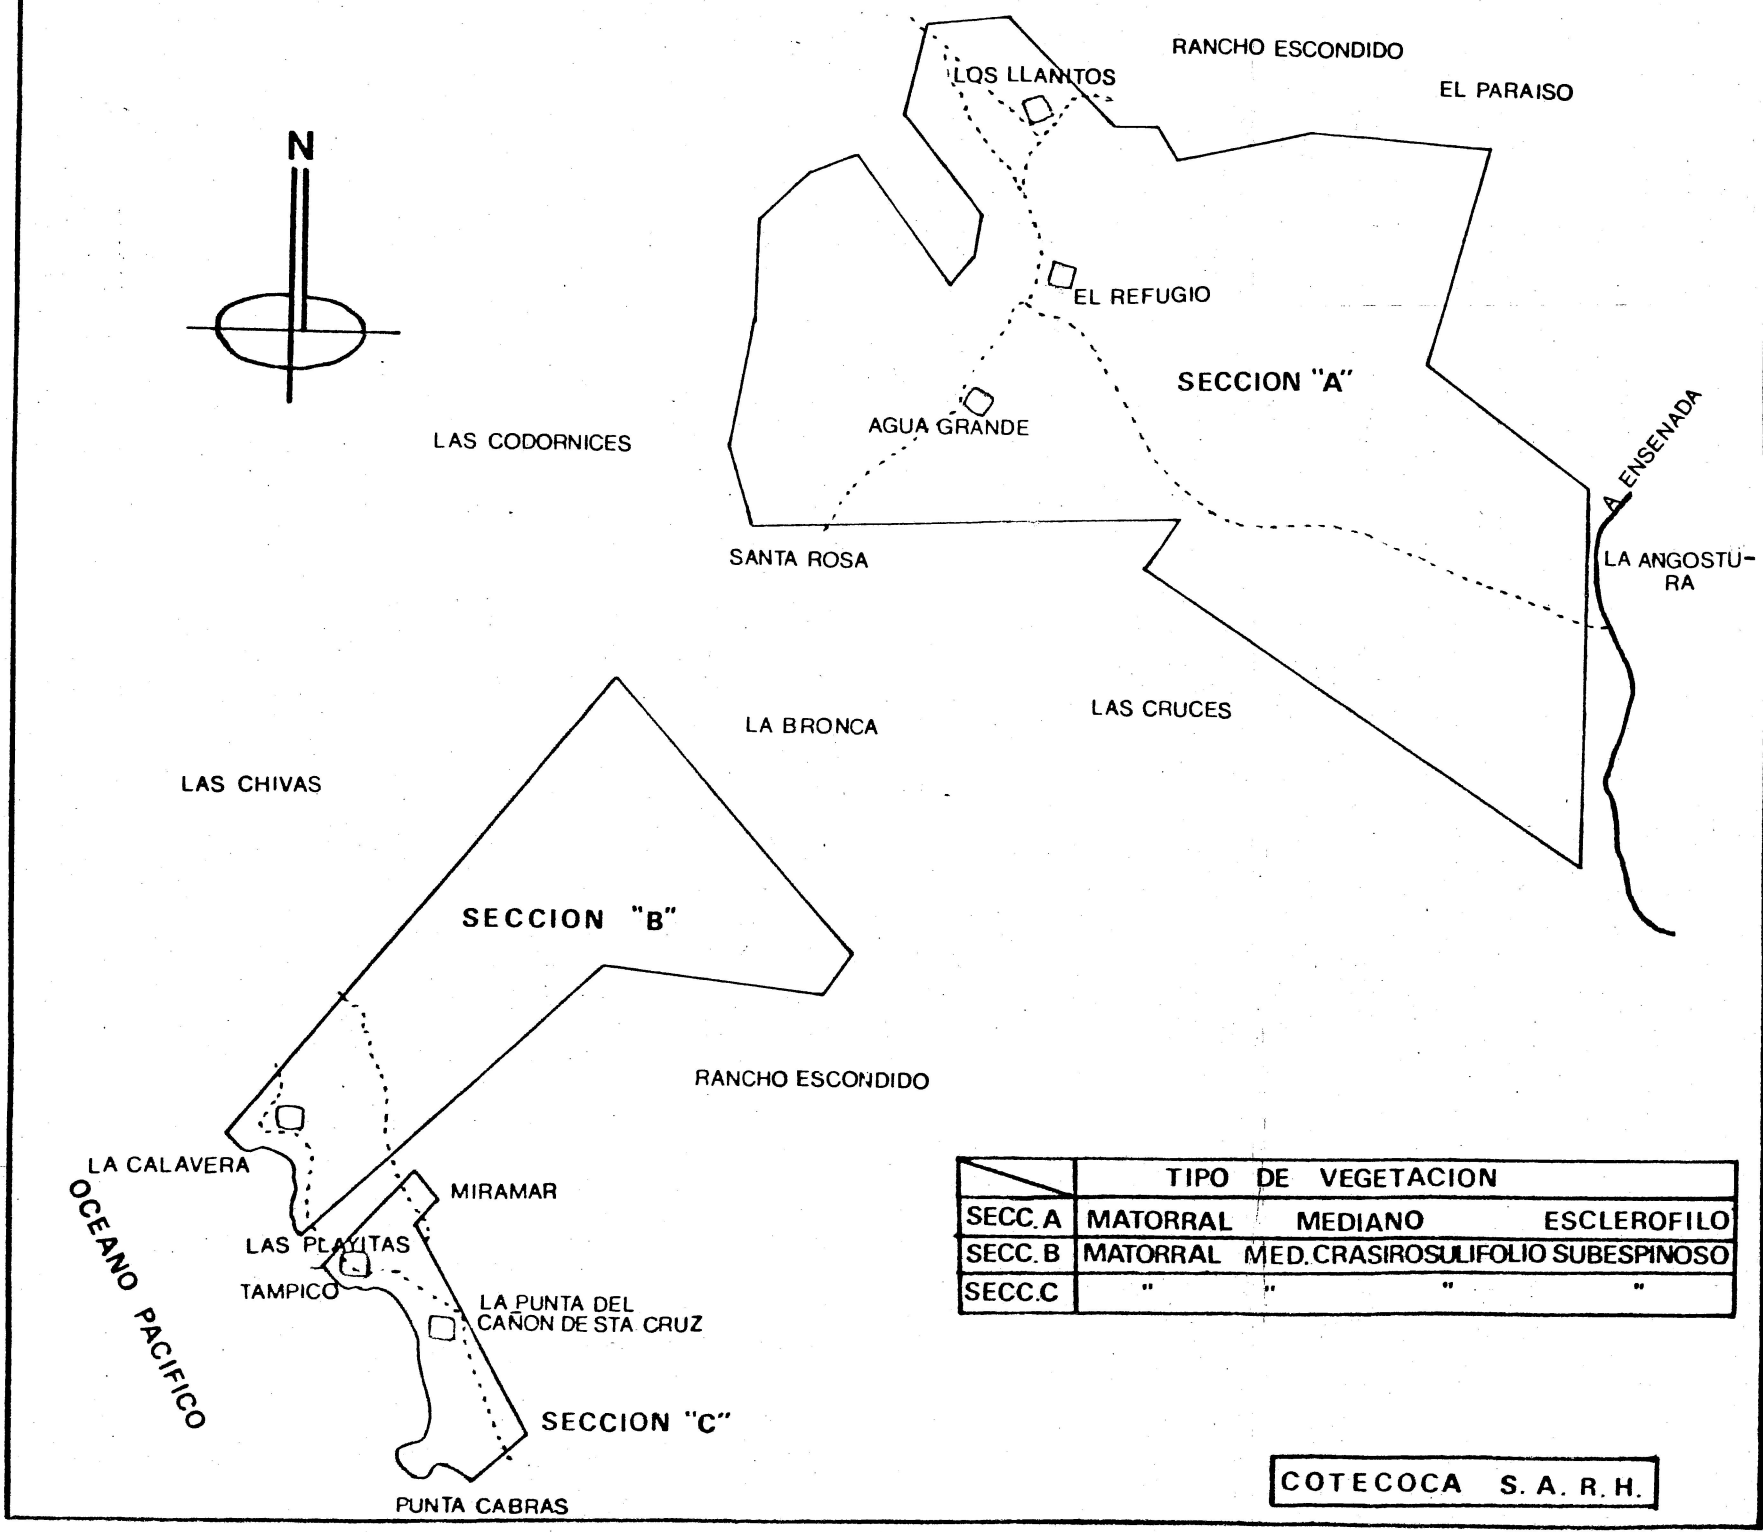 RANCHO ESCONDIDO
EL PARAISO
LOS LLANITOS
N
EL REFUGIO
SECCION "A"
AGUA GRANDE
LAS CODORNICES
A ENSENADA
SANTA ROSA
LA ANGOSTU-
RA
LAS CRUCES
LA BRONCA
LAS CHIVAS
SECCION "B"
RANCHO ESCONDIDO
LA CALAVERA
MIRAMAR
OCEANO PACIFICO
LAS PLAYITAS
TAMPICO
LA PUNTA DEL
CAÑON DE STA. CRUZ
SECCION "C"
PUNTA CABRAS
TIPO DE VEGETACION
SECC. A MATORRAL MEDIANO ESCLEROFILO
SECC. B MATORRAL MED. CRASIROSULIFOLIO SUBESPINOSO
SECC. C " " " "
COTECOCA S. A. R. H.